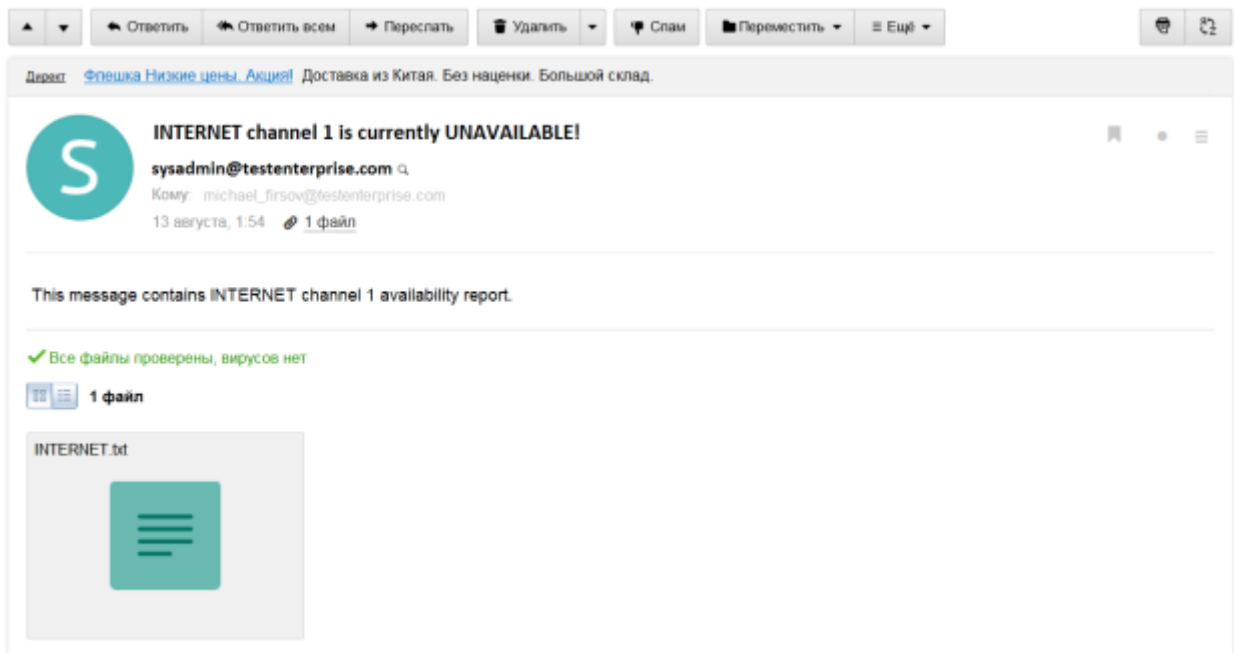 Ответить Ответить всем Переслать Удалить Спам Переместить Ещё
Директ Флешка Низкие цены. Акция! Доставка из Китая. Без наценки. Большой склад.
S
INTERNET channel 1 is currently UNAVAILABLE!
sysadmin@testenterprise.com
Кому: michael_firsov@testenterprise.com
13 августа, 1:54 1 файл
This message contains INTERNET channel 1 availability report.
Все файлы проверены, вирусов нет
1 файл
INTERNET.txt